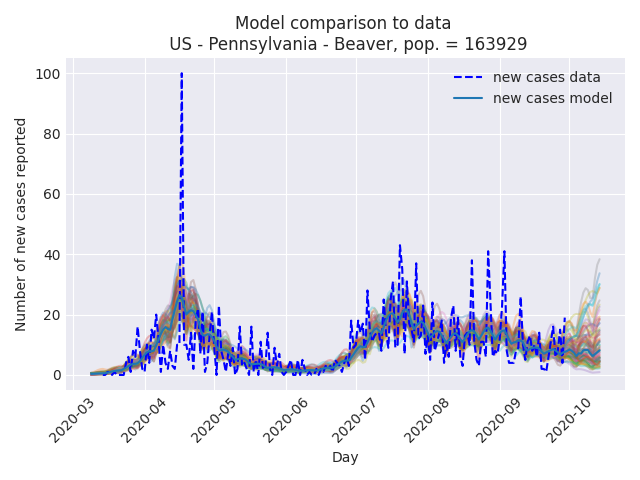 Model comparison to data
US - Pennsylvania - Beaver, pop. = 163929
new cases data
new cases model
Number of new cases reported
100
80
60
40
20
0
2020-03
2020-04
2020-05
2020-06
2020-07
2020-08
2020-09
2020-10
Day